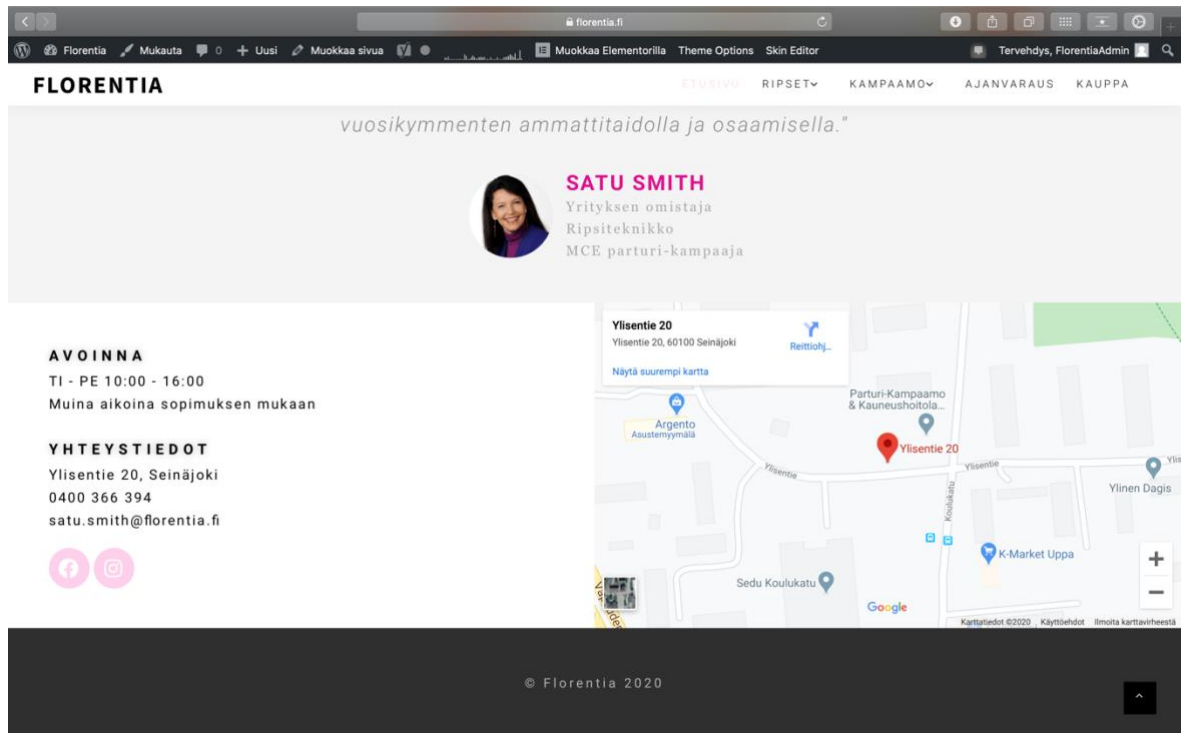 florentia.fi
Florentia Mukauta 0 + Uusi Muokkaa sivua Muokkaa Elementorilla Theme Options Skin Editor Tervehdys, FlorentiaAdmin
FLORENTIA ETUSIVU RIPSET KAMPAAMO AJANVARAUS KAUPPA
vuosikymmenten ammattitaidolla ja osaamisella."
SATU SMITH
Yrityksen omistaja
Ripsiteknikko
MCE parturi-kampaaja
AVOINNA
TI - PE 10:00 - 16:00
Muina aikoina sopimuksen mukaan
YHTEYSTIEDOT
Ylisentie 20, Seinäjoki
0400 366 394
satu.smith@florentia.fi
Ylisentie 20
Ylisentie 20, 60100 Seinäjoki
Reittiohj...
Näytä suurempi kartta
Parturi-Kampaamo
& Kauneushoitola...
Argento
Asustemyymälä
Ylisentie 20
Ylisentie
Ylisentie
Ylis
Koulukatu
Ylinen Dagis
K-Market Uppa
Sedu Koulukatu
Google
Karttatiedot ©2020 Käyttöehdot Ilmoita karttavirheestä
© Florentia 2020